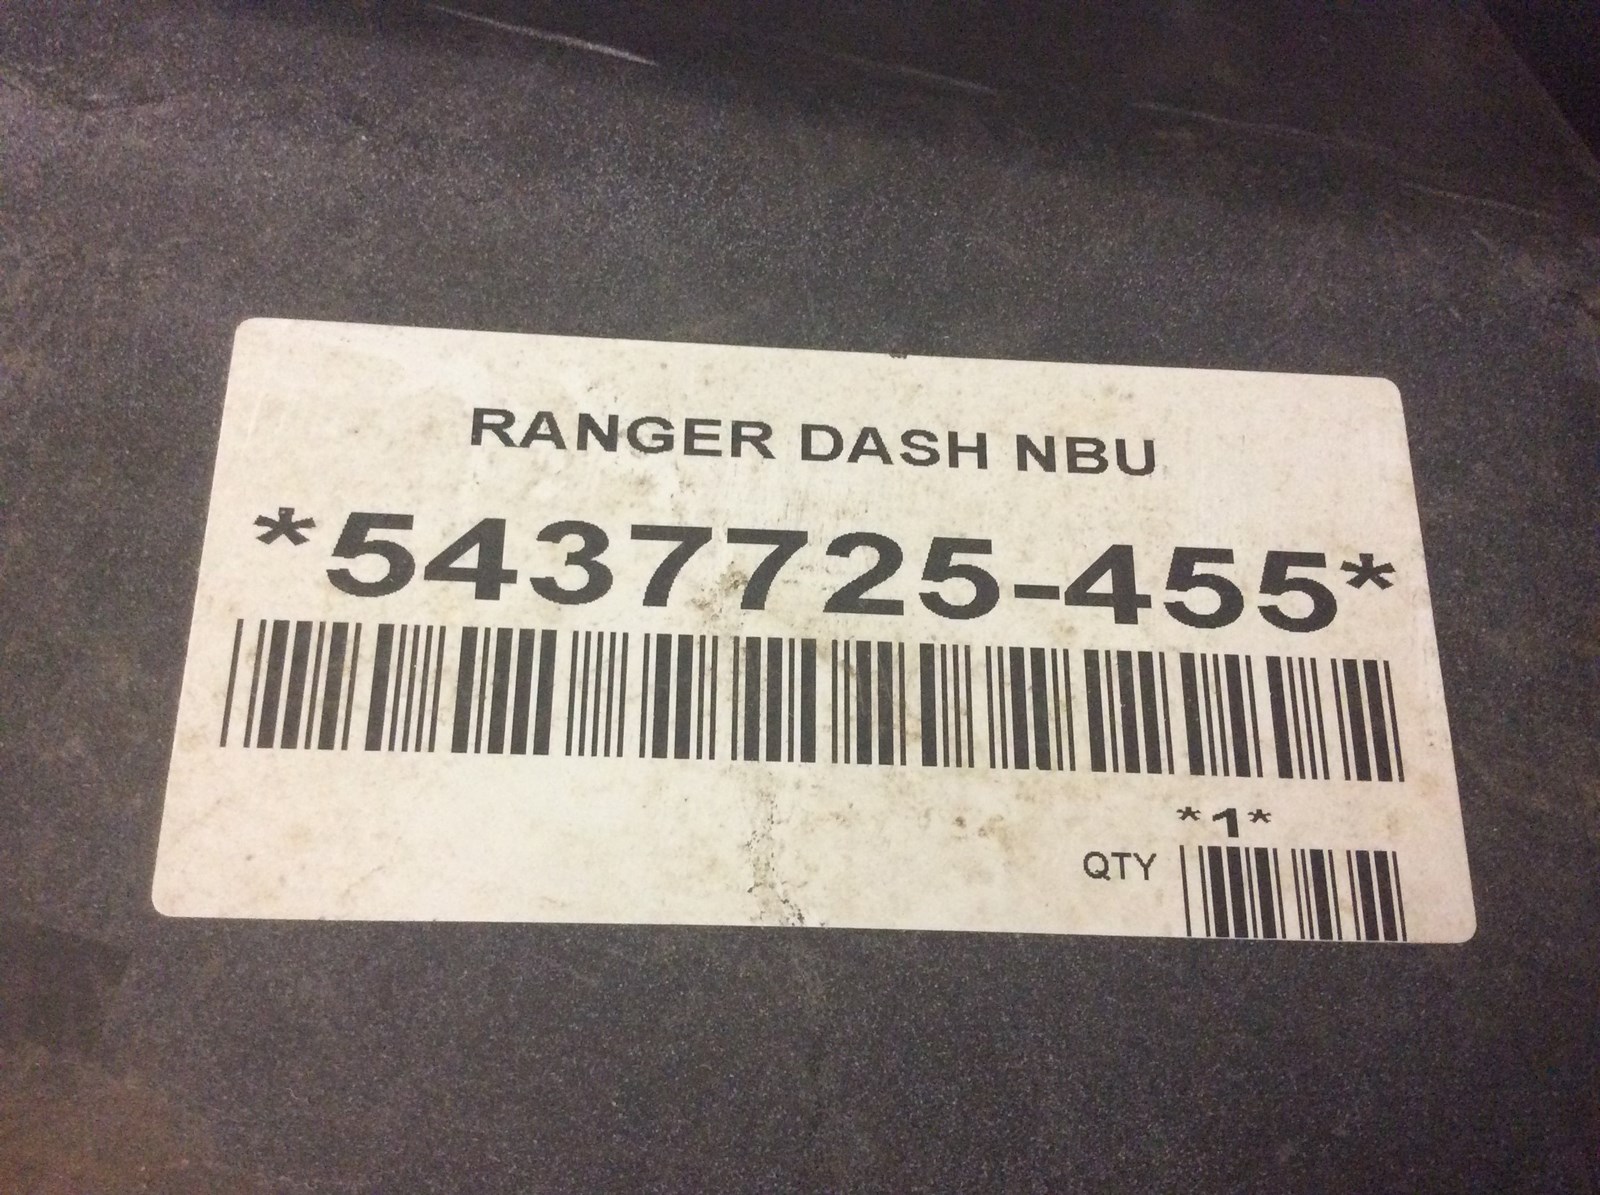 RANGER DASH NBU
*5437725-455*
*1*
QTY